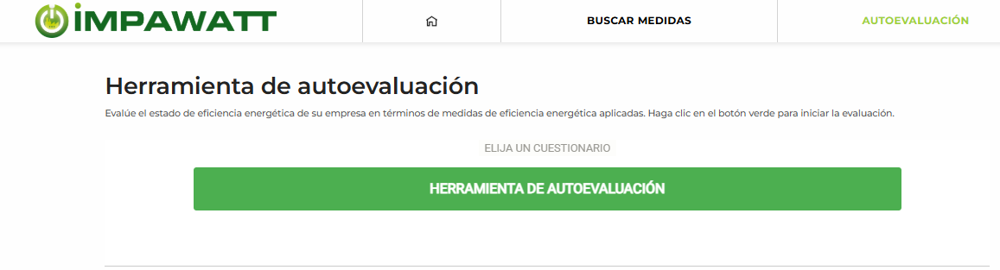 İMPAWATT
BUSCAR MEDIDAS
AUTOEVALUACIÓN
Herramienta de autoevaluación
Evalúe el estado de eficiencia energética de su empresa en términos de medidas de eficiencia energética aplicadas. Haga clic en el botón verde para iniciar la evaluación.
ELIJA UN CUESTIONARIO
HERRAMIENTA DE AUTOEVALUACIÓN